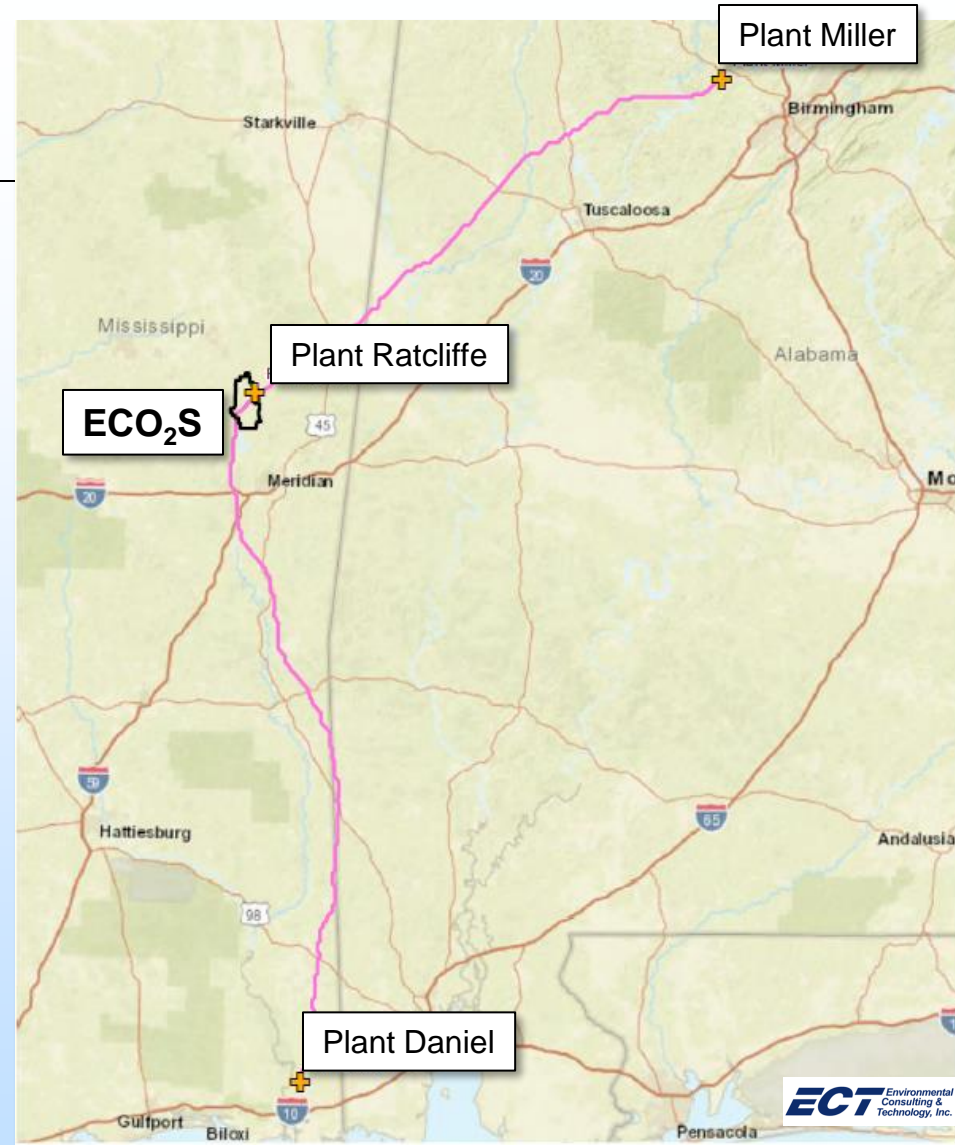 Plant Miller
Birmingham
Starkville
Tuscaloosa
20
Mississippi
Plant Ratcliffe
Alabama
ECO₂S
45
Meridian
20
Mo
59
65
Hattiesburg
Andalusia
98
Plant Daniel
10
Gulfport
Biloxi
Pensacola
ECT Environmental
Consulting &
Technology, Inc.